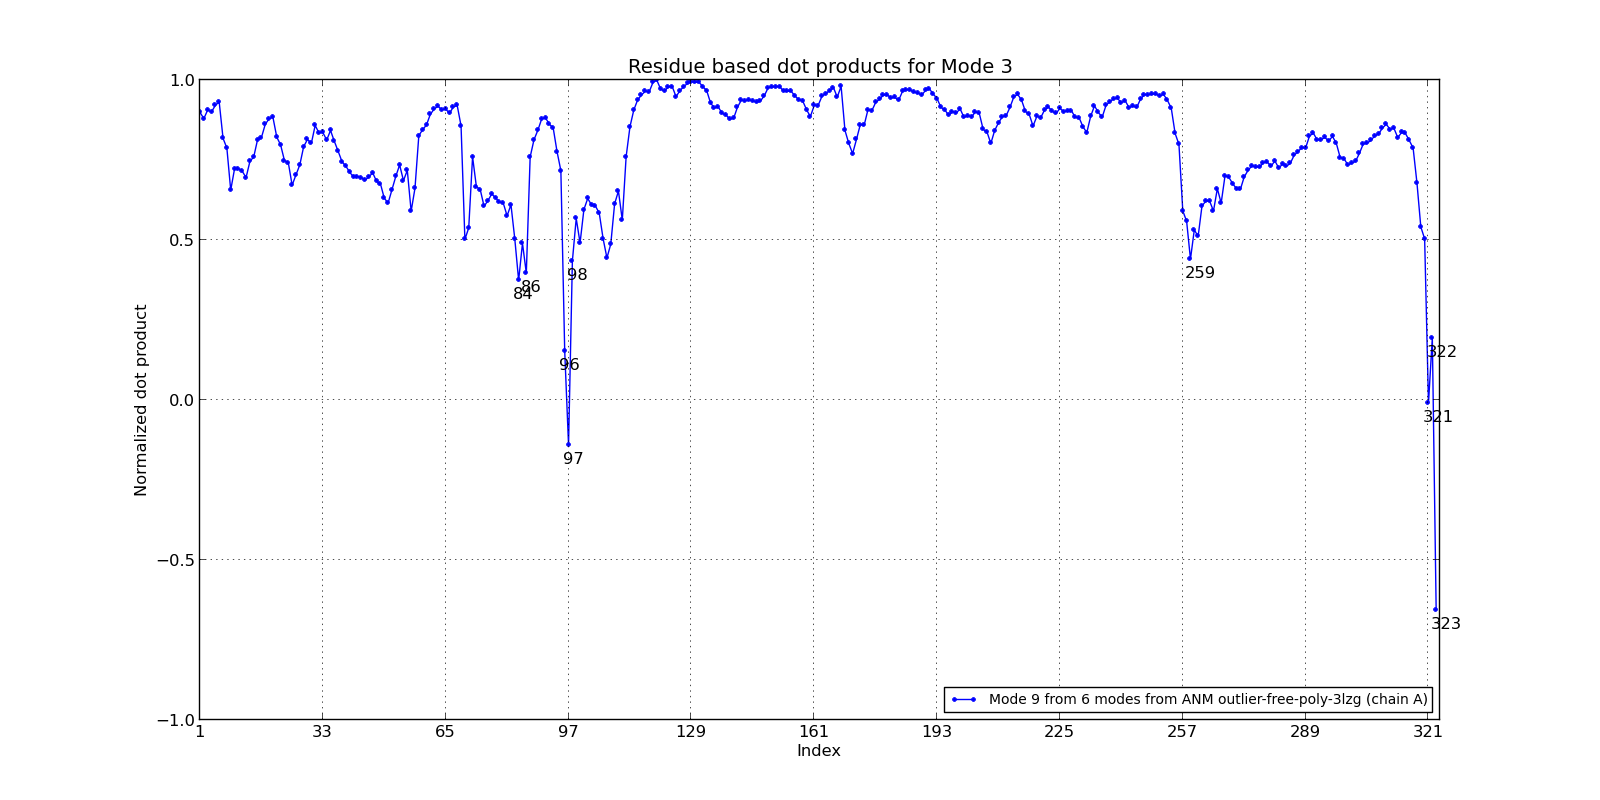 Residue based dot products for Mode 3
1.0
0.5
0.0
−0.5
−1.0
Normalized dot product
84
86
98
96
97
259
322
321
323
Mode 9 from 6 modes from ANM outlier-free-poly-3lzg (chain A)
1 33 65 97 129 161 193 225 257 289 321
Index